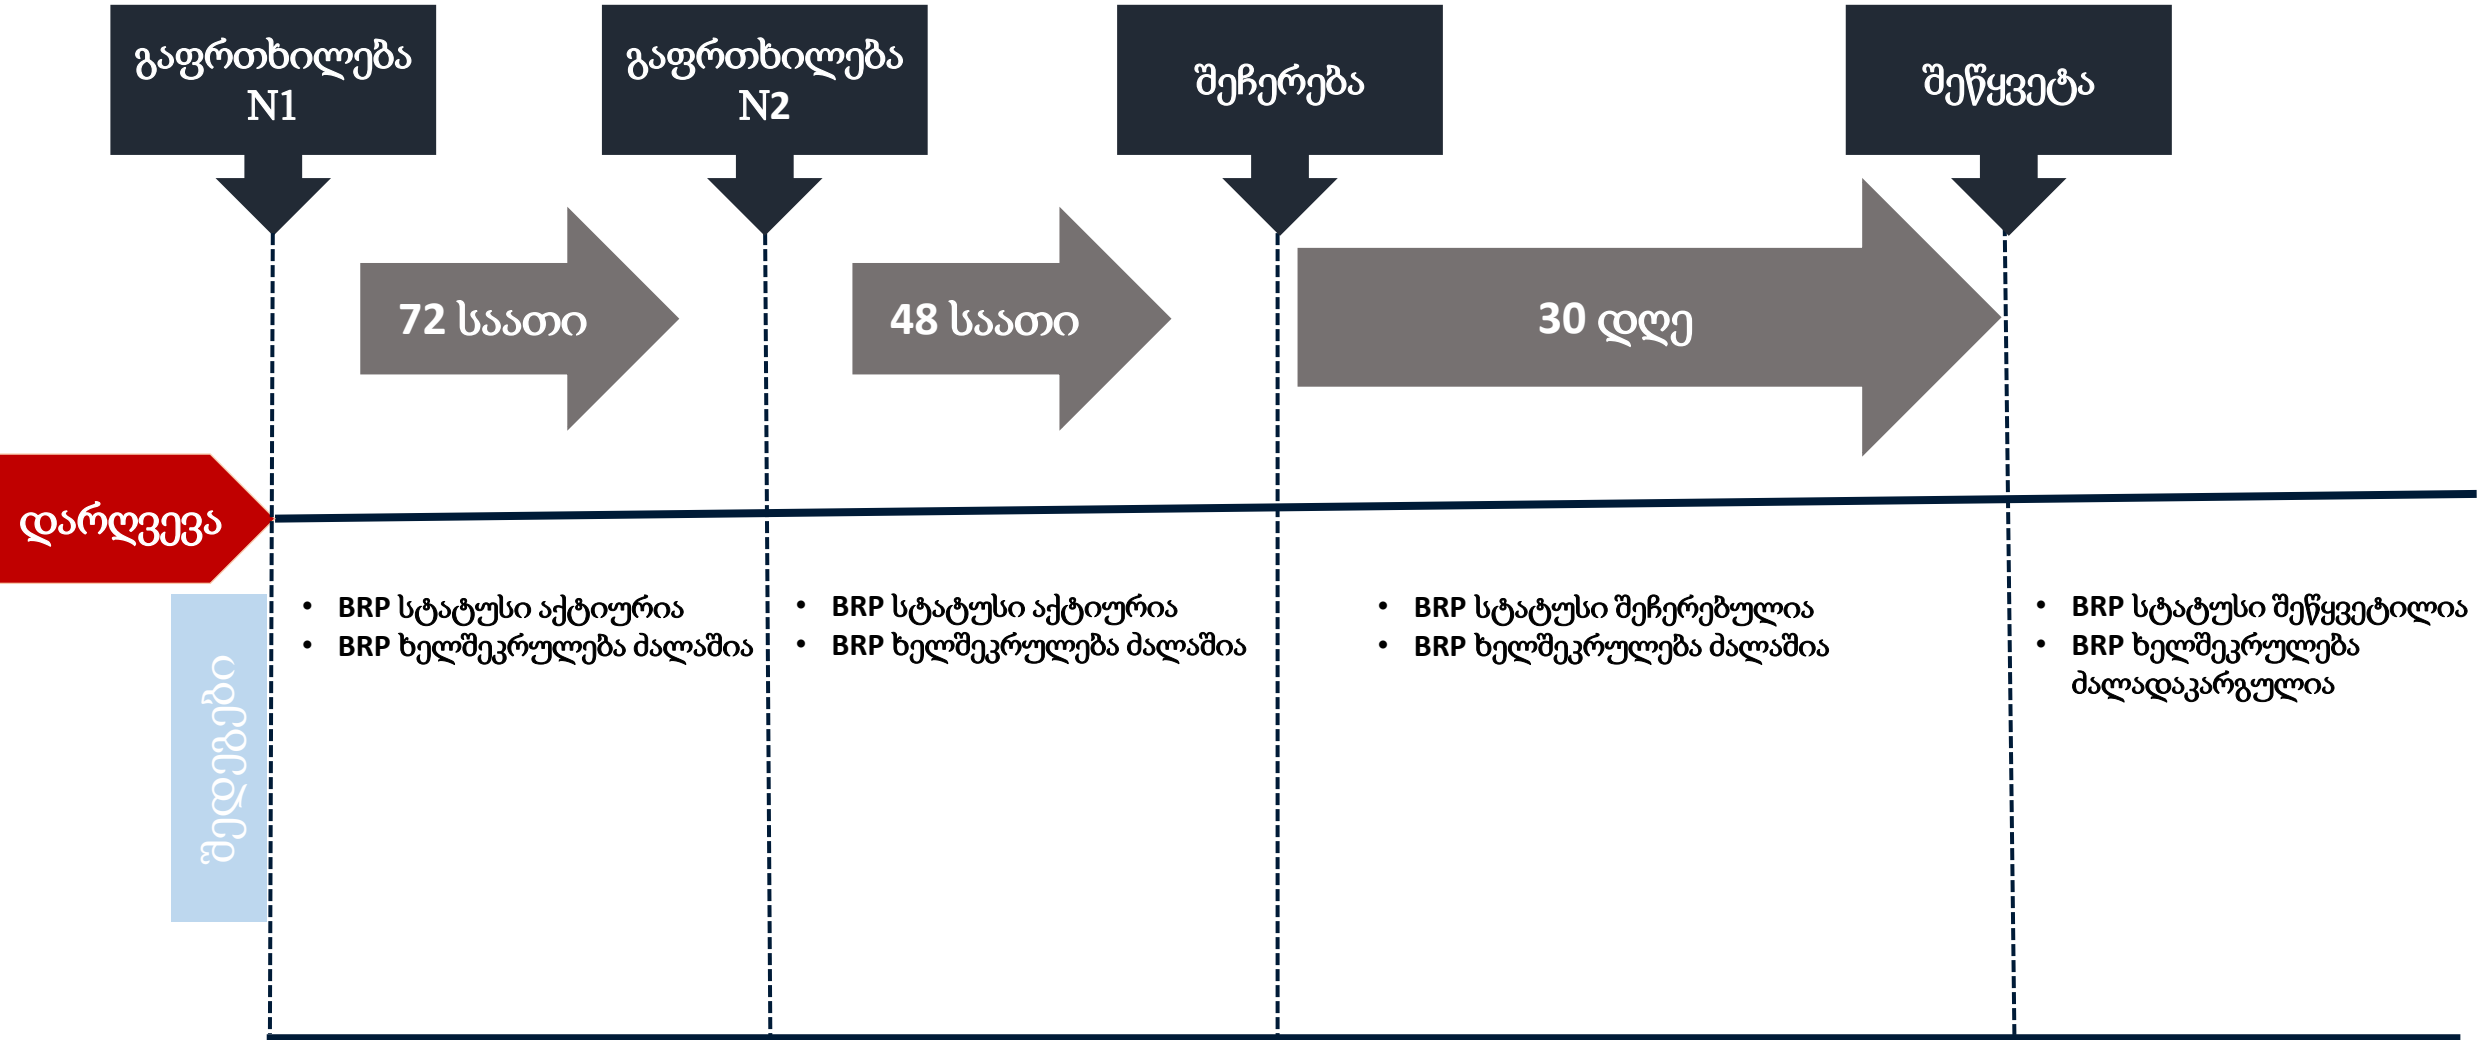 გაფრთხილება
N1
გაფრთხილება
N2
შეჩერება
შეწყვეტა
72 საათი
48 საათი
30 დღე
დარღვევა
შედეგები
• BRP სტატუსი აქტიურია
• BRP ხელშეკრულება ძალაშია
• BRP სტატუსი აქტიურია
• BRP ხელშეკრულება ძალაშია
• BRP სტატუსი შეჩერებულია
• BRP ხელშეკრულება ძალაშია
• BRP სტატუსი შეწყვეტილია
• BRP ხელშეკრულება
ძალადაკარგულია